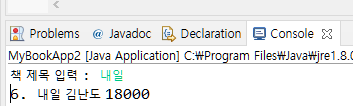 Problems @ Javadoc Declaration Console
MyBookApp2 [Java Application] C:₩Program Files₩Java₩jre1.8.0
책 제목 입력 : 내일
6. 내일 김난도 18000